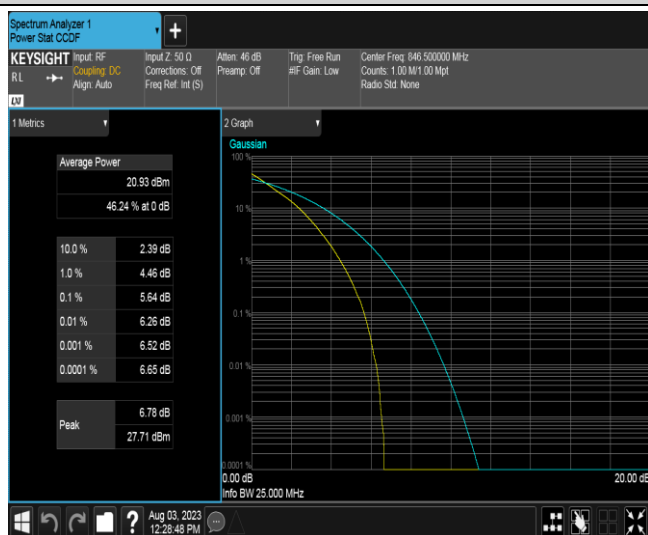 Spectrum Analyzer 1
Power Stat CCDF
+
KEYSIGHT
RL
LXI
Input: RF
Coupling: DC
Align: Auto
Input Z: 50 Ω
Corrections: Off
Freq Ref: Int (S)
Atten: 46 dB
Preamp: Off
Trig: Free Run
#IF Gain: Low
Center Freq: 846.500000 MHz
Counts: 1.00 M/1.00 Mpt
Radio Std: None
1 Metrics
Average Power
20.93 dBm
46.24 % at 0 dB
10.0 % 2.39 dB
1.0 % 4.46 dB
0.1 % 5.64 dB
0.01 % 6.26 dB
0.001 % 6.52 dB
0.0001 % 6.65 dB
Peak 6.78 dB
27.71 dBm
2 Graph
Gaussian
100 %
10 %
1 %
0.1 %
0.01 %
0.001 %
0.0001 %
0.00 dB 20.00 dB
Info BW 25.000 MHz
?
Aug 03, 2023
12:28:48 PM